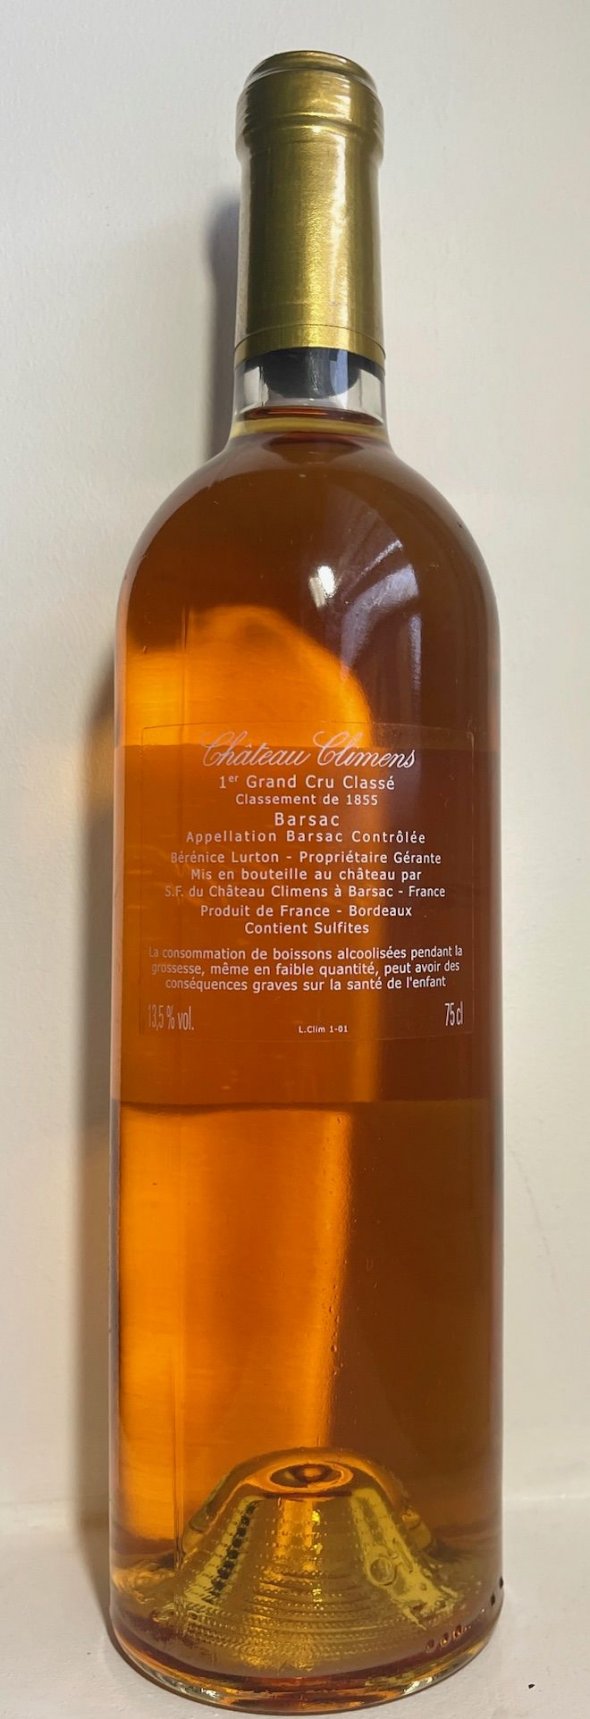 Château Climens
1er Grand Cru Classé
Classement de 1855
Barsac
Appellation Barsac Contrôlée
Bérénice Lurton - Propriétaire Gérante
Mis en bouteille au château par
S.F. du Château Climens à Barsac - France
Produit de France - Bordeaux
Contient Sulfites
La consommation de boissons alcoolisées pendant la
grossesse, même en faible quantité, peut avoir des
conséquences graves sur la santé de l'enfant
13,5 % vol. L.Clim 1-01 75 cl